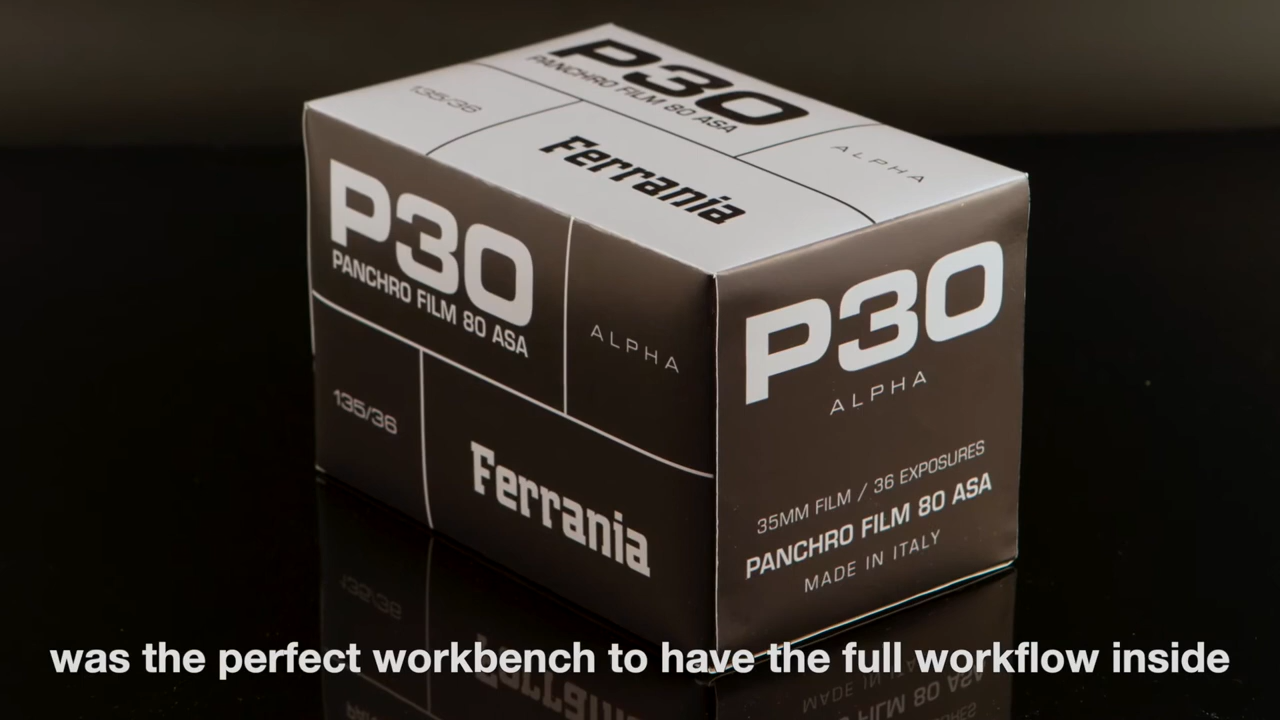 P30
PANCHRO FILM 80 ASA
135/36
Ferrania
ALPHA
P30
PANCHRO FILM 80 ASA
ALPHA
135/36
Ferrania
P30
ALPHA
35MM FILM / 36 EXPOSURES
PANCHRO FILM 80 ASA
MADE IN ITALY
was the perfect workbench to have the full workflow inside